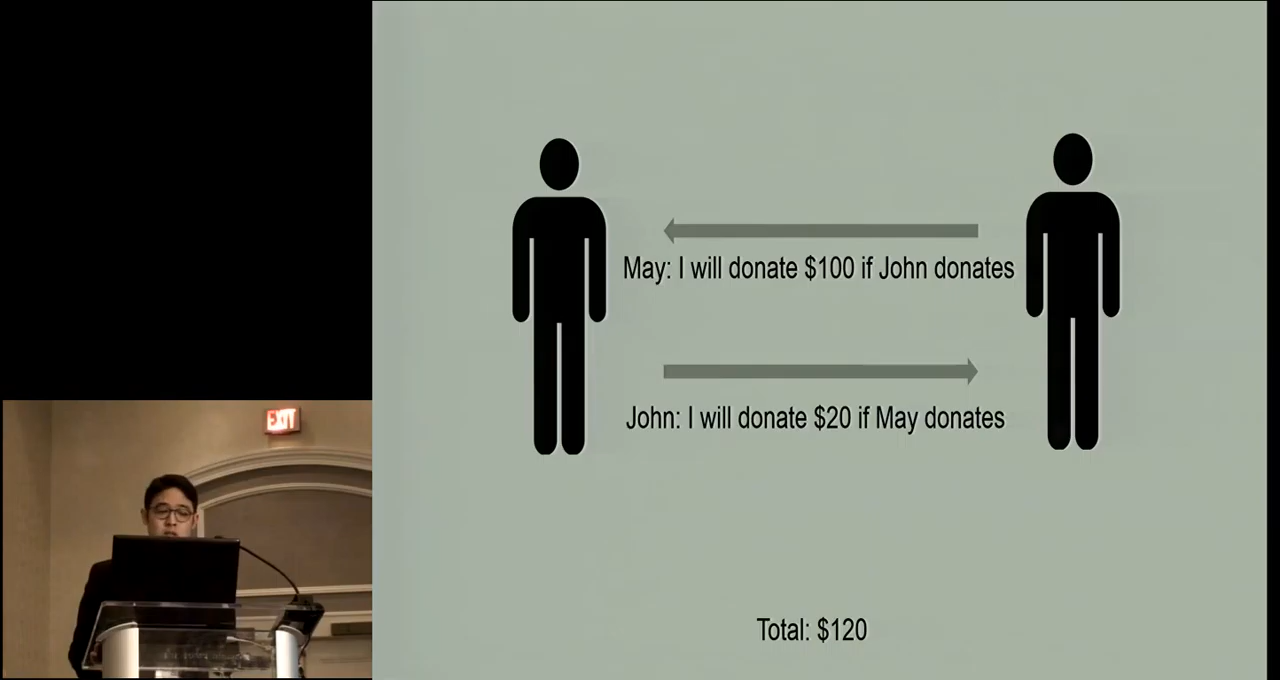 May: I will donate $100 if John donates
John: I will donate $20 if May donates
Total: $120
EXIT